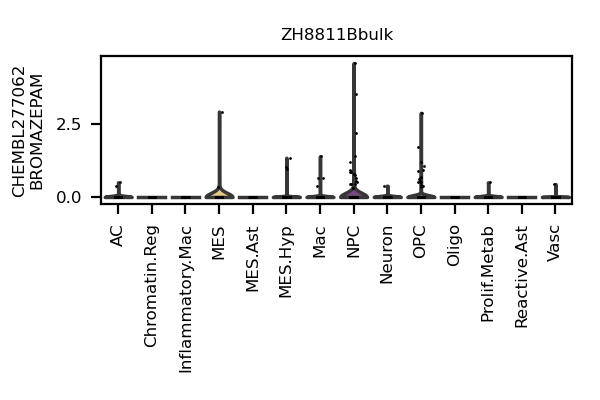 ZH8811Bbulk
CHEMBL277062
BROMAZEPAM
2.5
0.0
AC
Chromatin.Reg
Inflammatory.Mac
MES
MES.Ast
MES.Hyp
Mac
NPC
Neuron
OPC
Oligo
Prolif.Metab
Reactive.Ast
Vasc